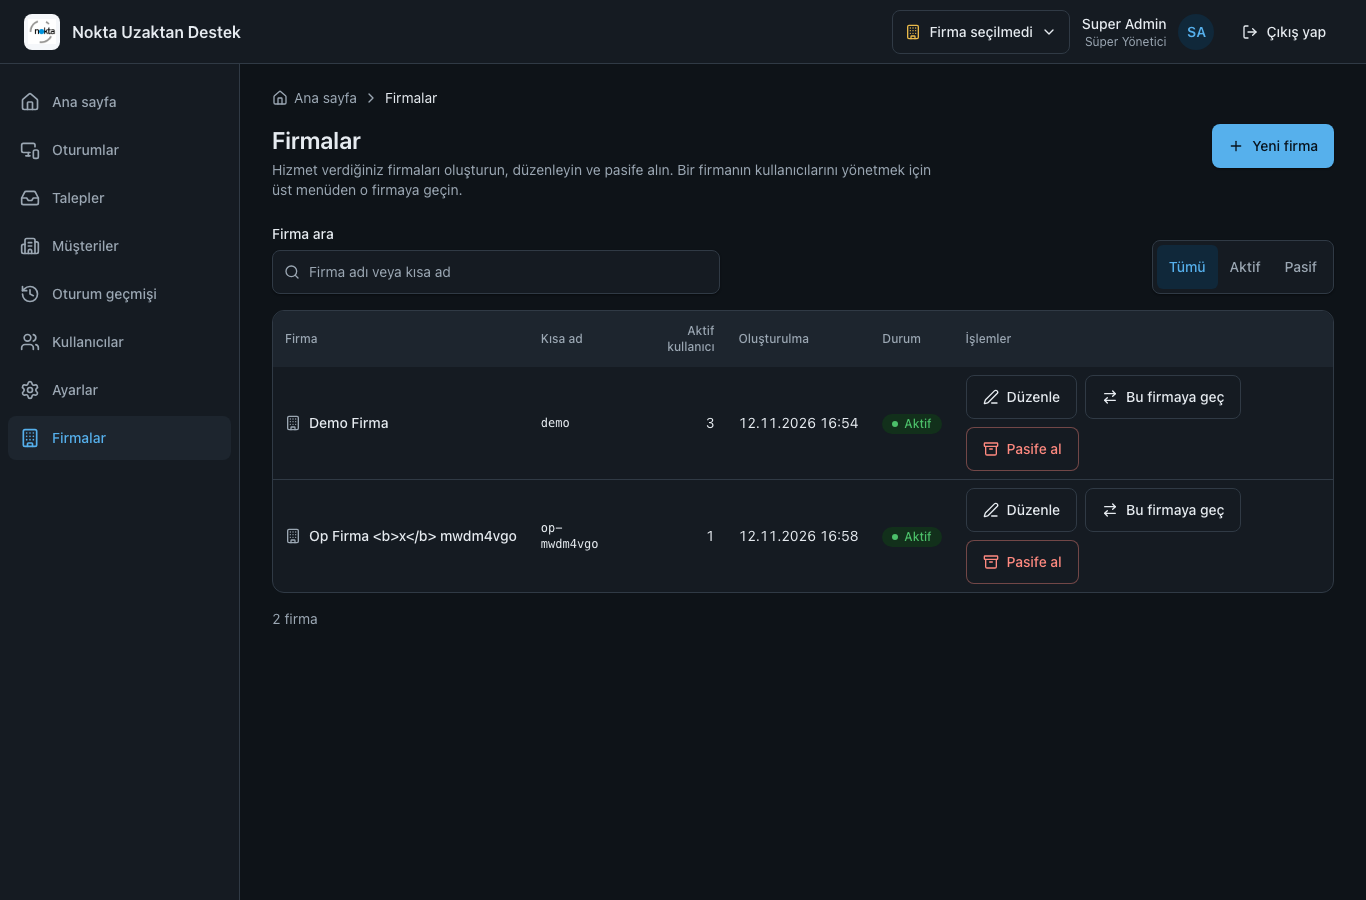 nokta
Nokta Uzaktan Destek
Firma seçilmedi
Super Admin
Süper Yönetici
SA
Çıkış yap
Ana sayfa
Oturumlar
Talepler
Müşteriler
Oturum geçmişi
Kullanıcılar
Ayarlar
Firmalar
Ana sayfa
Firmalar
Firmalar
Hizmet verdiğiniz firmaları oluşturun, düzenleyin ve pasife alın. Bir firmanın kullanıcılarını yönetmek için
üst menüden o firmaya geçin.
+ Yeni firma
Firma ara
Firma adı veya kısa ad
Tümü Aktif Pasif
Firma Kısa ad Aktif kullanıcı Oluşturulma Durum İşlemler
Demo Firma demo 3 12.11.2026 16:54 Aktif Düzenle Bu firmaya geç
Pasife al
Op Firma <b>x</b> mwdm4vgo op-mwdm4vgo 1 12.11.2026 16:58 Aktif Düzenle Bu firmaya geç
Pasife al
2 firma